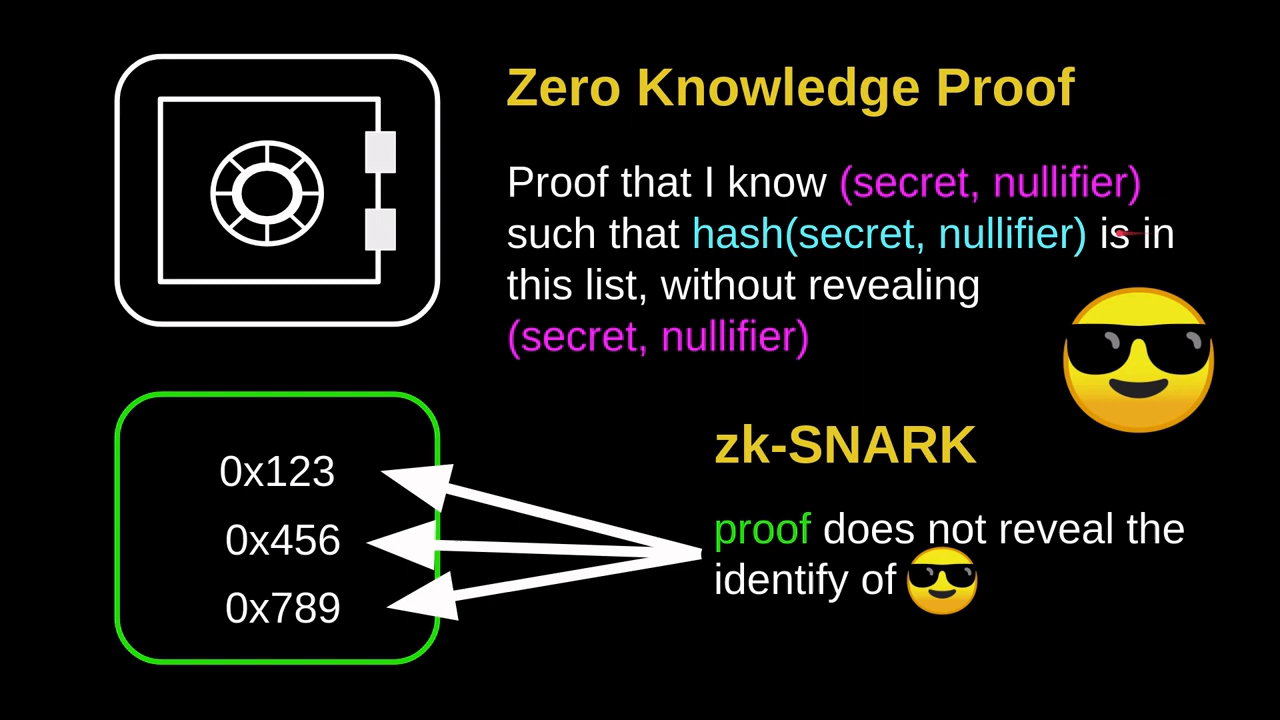 Zero Knowledge Proof
Proof that I know (secret, nullifier)
such that hash(secret, nullifier) is in
this list, without revealing
(secret, nullifier)
0x123
0x456
0x789
zk-SNARK
proof does not reveal the
identify of